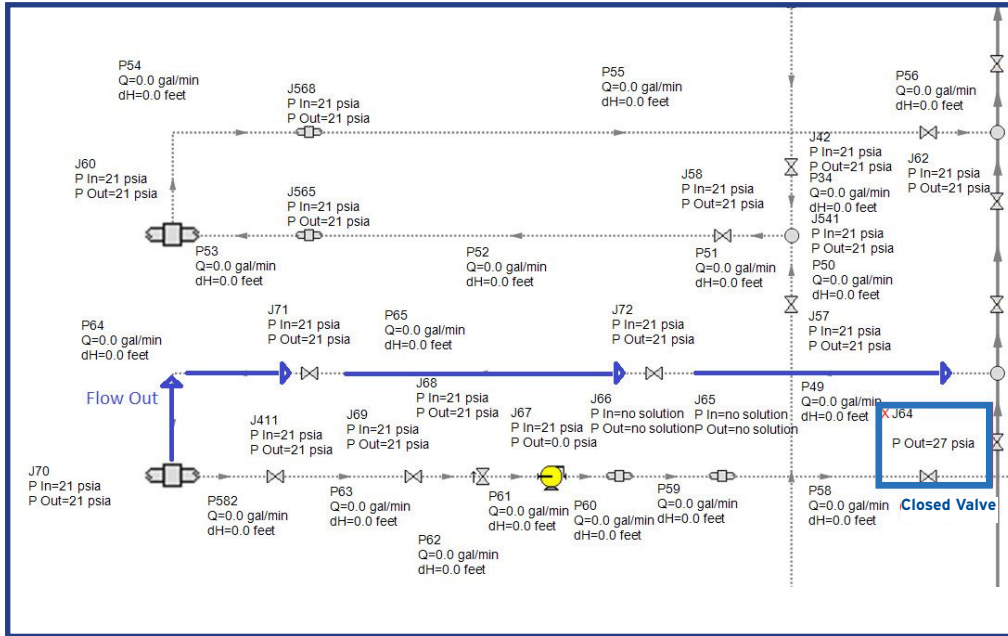 P54
Q=0.0 gal/min
dH=0.0 feet
J568
P In=21 psia
P Out=21 psia
P55
Q=0.0 gal/min
dH=0.0 feet
P56
Q=0.0 gal/min
dH=0.0 feet
J60
P In=21 psia
P Out=21 psia
J565
P In=21 psia
P Out=21 psia
J58
P In=21 psia
P Out=21 psia
J42
P In=21 psia
P Out=21 psia
P34
Q=0.0 gal/min
dH=0.0 feet
J62
P In=21 psia
P Out=21 psia
J541
P In=21 psia
P Out=21 psia
P53
Q=0.0 gal/min
dH=0.0 feet
P52
Q=0.0 gal/min
dH=0.0 feet
P51
Q=0.0 gal/min
dH=0.0 feet
P50
Q=0.0 gal/min
dH=0.0 feet
P64
Q=0.0 gal/min
dH=0.0 feet
J71
P In=21 psia
P Out=21 psia
P65
Q=0.0 gal/min
dH=0.0 feet
J72
P In=21 psia
P Out=21 psia
J57
P In=21 psia
P Out=21 psia
Flow Out
J68
P In=21 psia
P Out=21 psia
P49
Q=0.0 gal/min
dH=0.0 feet
J411
P In=21 psia
P Out=21 psia
J69
P In=21 psia
P Out=21 psia
J67
P In=21 psia
P Out=0.0 psia
J66
P In=no solution
P Out=no solution
J65
P In=no solution
P Out=no solution
X J64
P Out=27 psia
J70
P In=21 psia
P Out=21 psia
P582
Q=0.0 gal/min
dH=0.0 feet
P63
Q=0.0 gal/min
dH=0.0 feet
P62
Q=0.0 gal/min
dH=0.0 feet
P61
Q=0.0 gal/min
dH=0.0 feet
P60
Q=0.0 gal/min
dH=0.0 feet
P59
Q=0.0 gal/min
dH=0.0 feet
P58
Q=0.0 gal/min
dH=0.0 feet
Closed Valve